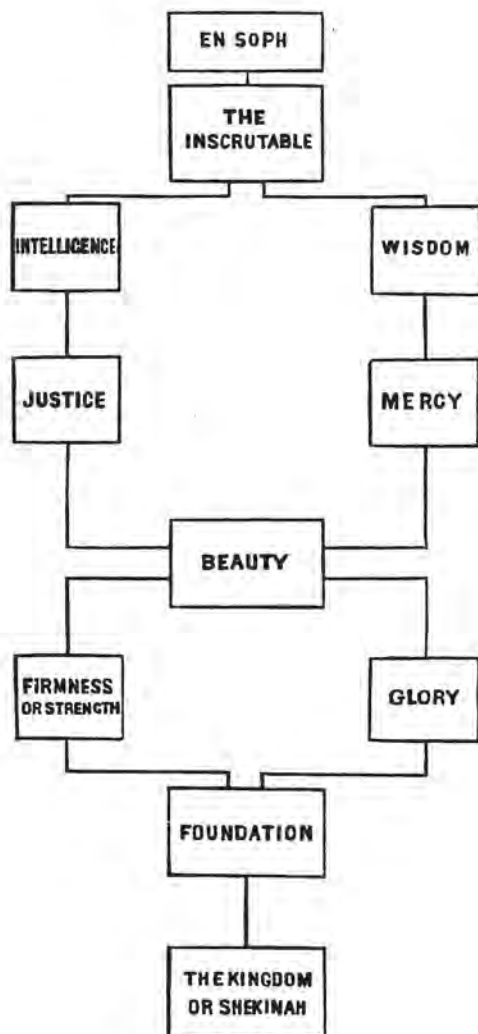 EN SOPH
THE
INSCRUTABLE
INTELLIGENCE
WISDOM
JUSTICE
MERCY
BEAUTY
FIRMNESS
OR STRENGTH
GLORY
FOUNDATION
THE KINGDOM
OR SHEKINAH